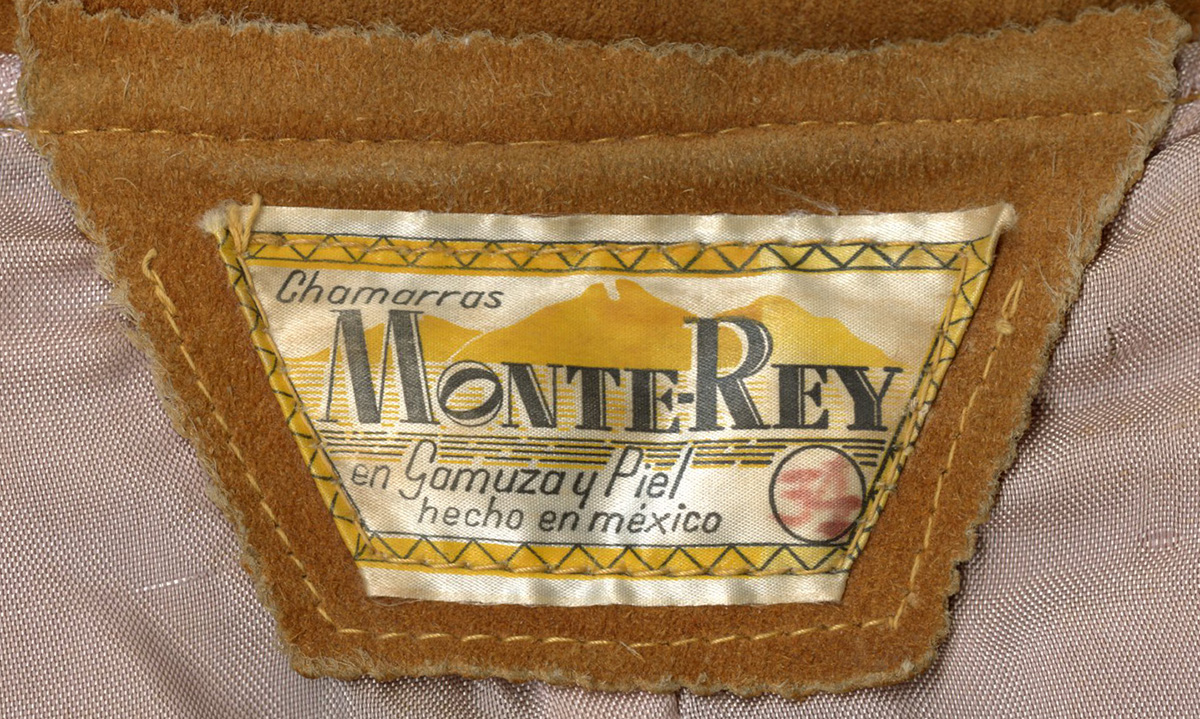 Chamarras
MONTE-REY
en Gamuza y Piel
hecho en méxico